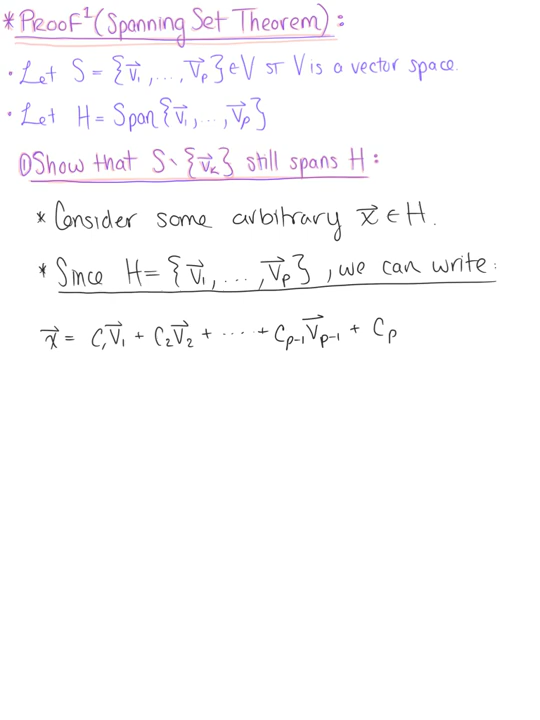 * Proof¹ (Spanning Set Theorem):
• Let S = {v⃗₁, ..., v⃗ₚ} ∈ V st V is a vector space.
• Let H = Span{v⃗₁, ..., v⃗ₚ}
① Show that S \ {v⃗ₖ} still spans H:
* Consider some arbitrary x⃗ ∈ H.
* Since H = {v⃗₁, ..., v⃗ₚ}, we can write:
x⃗ = C₁v⃗₁ + C₂v⃗₂ + ····· + Cₚ₋₁v⃗ₚ₋₁ + Cₚ